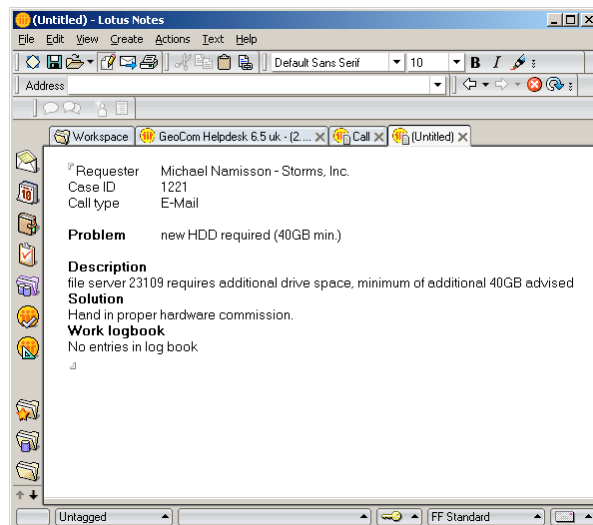 (Untitled) - Lotus Notes
File Edit View Create Actions Text Help
Default Sans Serif 10 B I
Address
Workspace GeoCom Helpdesk 6.5 uk - (2.... Call (Untitled)
Requester Michael Namisson - Storms, Inc.
Case ID 1221
Call type E-Mail
Problem new HDD required (40GB min.)
Description
file server 23109 requires additional drive space, minimum of additional 40GB advised
Solution
Hand in proper hardware commission.
Work logbook
No entries in log book
Untagged FF Standard